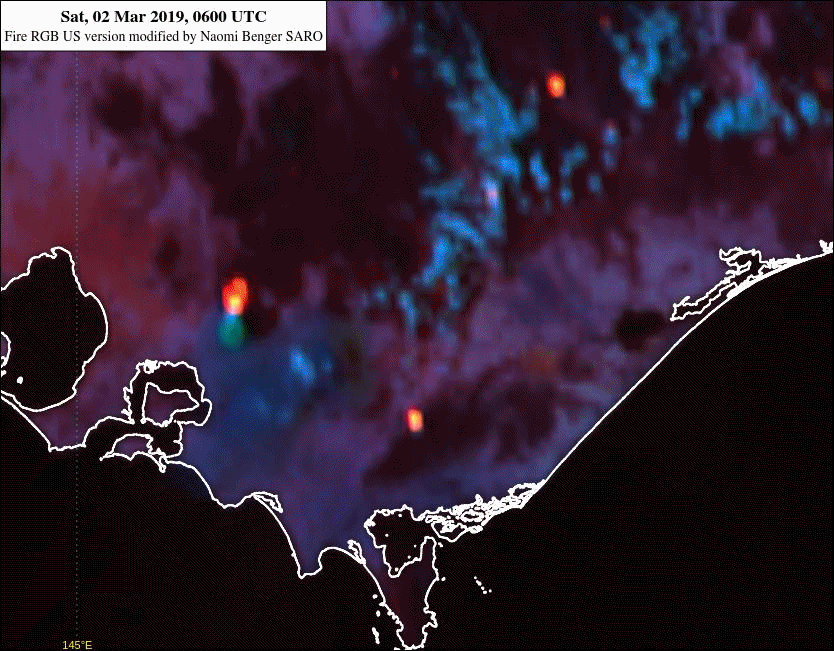 Sat, 02 Mar 2019, 0600 UTC
Fire RGB US version modified by Naomi Benger SARO
145°E